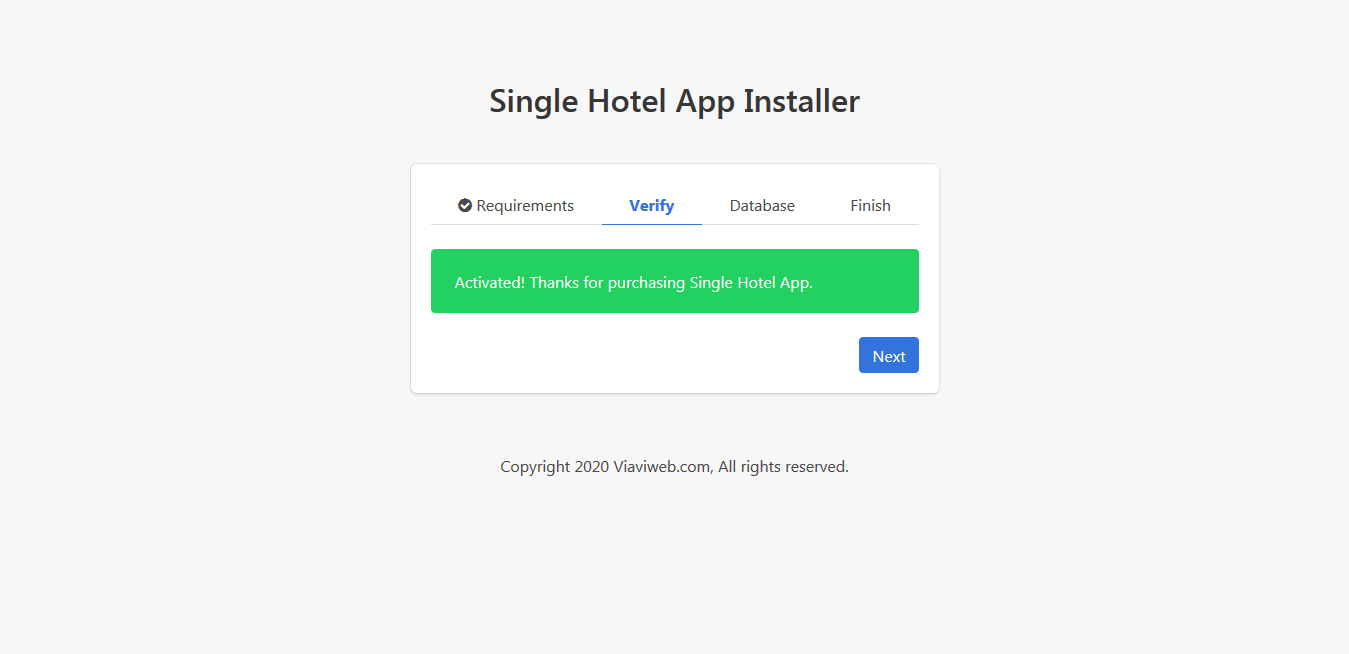 Single Hotel App Installer
Requirements Verify Database Finish
Activated! Thanks for purchasing Single Hotel App.
Next
Copyright 2020 Viaviweb.com, All rights reserved.